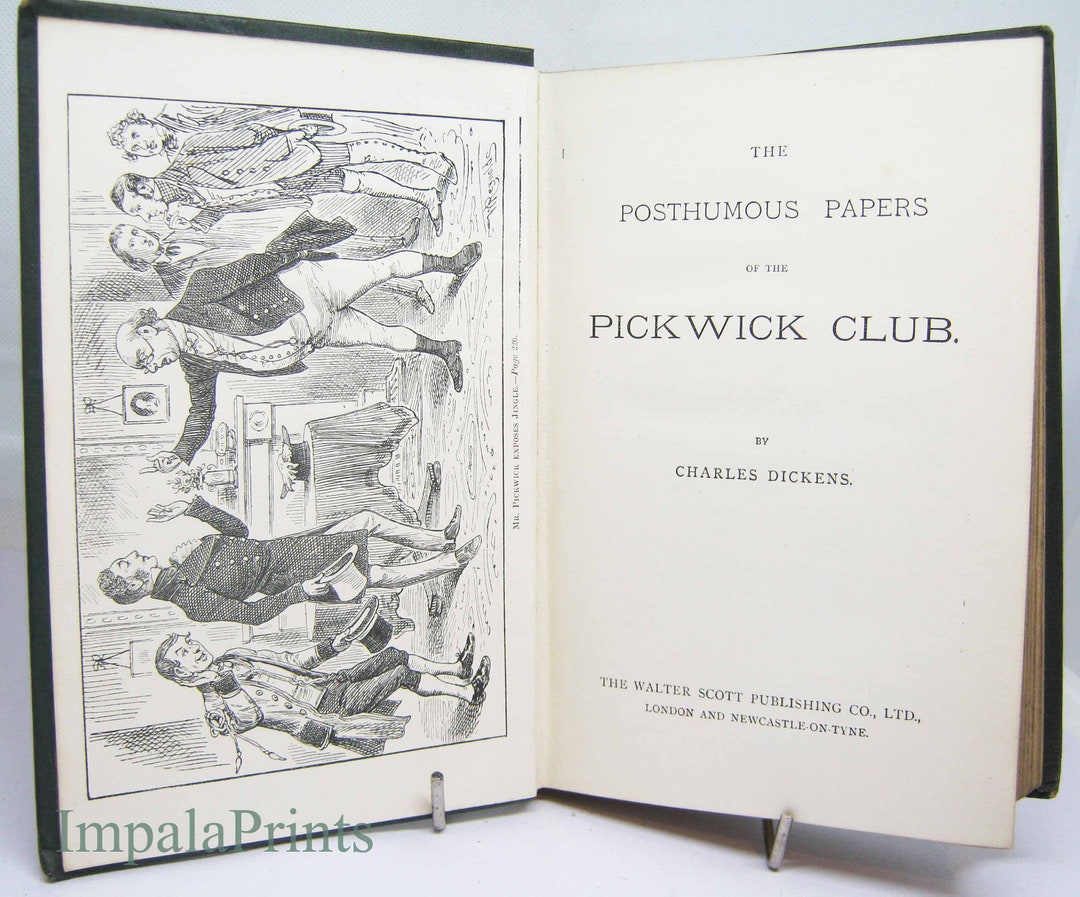 MR. PICKWICK EXPOSES JINGLE.—Page 226.
THE
POSTHUMOUS PAPERS
OF THE
PICKWICK CLUB.
BY
CHARLES DICKENS.
THE WALTER SCOTT PUBLISHING CO., LTD.,
LONDON AND NEWCASTLE-ON-TYNE.
ImpalaPrints